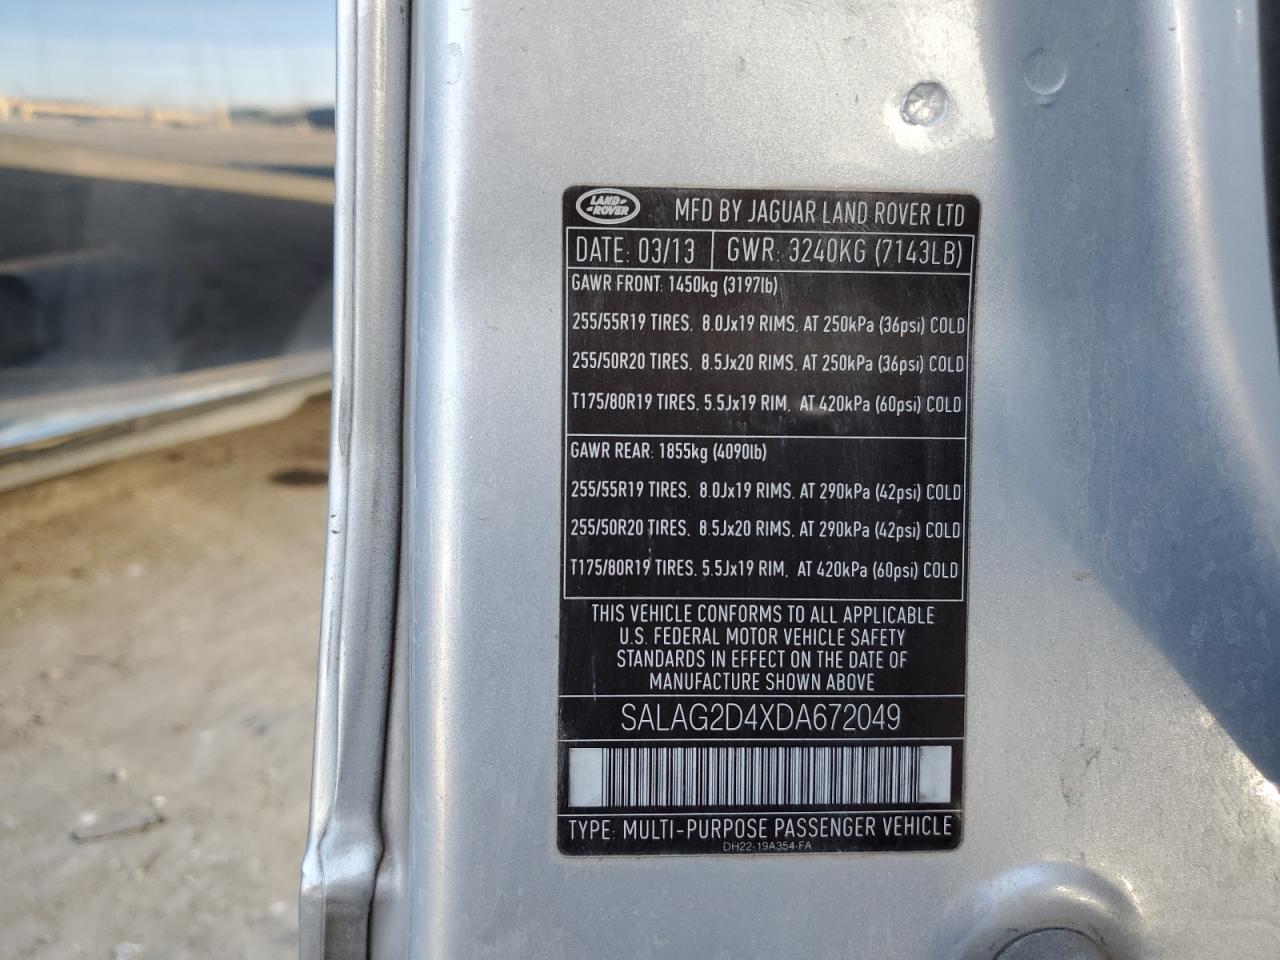 LAND-
-ROVER
MFD BY JAGUAR LAND ROVER LTD
DATE: 03/13 GWR: 3240KG (7143LB)
GAWR FRONT: 1450kg (3197lb)
255/55R19 TIRES, 8.0Jx19 RIMS, AT 250kPa (36psi) COLD
255/50R20 TIRES, 8.5Jx20 RIMS, AT 250kPa (36psi) COLD
T175/80R19 TIRES, 5.5Jx19 RIM, AT 420kPa (60psi) COLD
GAWR REAR: 1855kg (4090lb)
255/55R19 TIRES, 8.0Jx19 RIMS, AT 290kPa (42psi) COLD
255/50R20 TIRES, 8.5Jx20 RIMS, AT 290kPa (42psi) COLD
T175/80R19 TIRES, 5.5Jx19 RIM, AT 420kPa (60psi) COLD
THIS VEHICLE CONFORMS TO ALL APPLICABLE
U.S. FEDERAL MOTOR VEHICLE SAFETY
STANDARDS IN EFFECT ON THE DATE OF
MANUFACTURE SHOWN ABOVE
SALAG2D4XDA672049
TYPE: MULTI-PURPOSE PASSENGER VEHICLE
DH22-19A354-FA